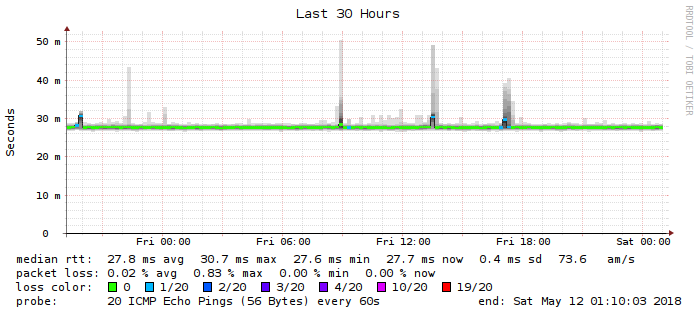 Last 30 Hours
RRDTOOL / TOBI OETIKER
Seconds
50 m
40 m
30 m
20 m
10 m
0
Fri 00:00 Fri 06:00 Fri 12:00 Fri 18:00 Sat 00:00
median rtt: 27.8 ms avg 30.7 ms max 27.6 ms min 27.7 ms now 0.4 ms sd 73.6 am/s
packet loss: 0.02 % avg 0.83 % max 0.00 % min 0.00 % now
loss color: 0 1/20 2/20 3/20 4/20 10/20 19/20
probe: 20 ICMP Echo Pings (56 Bytes) every 60s end: Sat May 12 01:10:03 2018